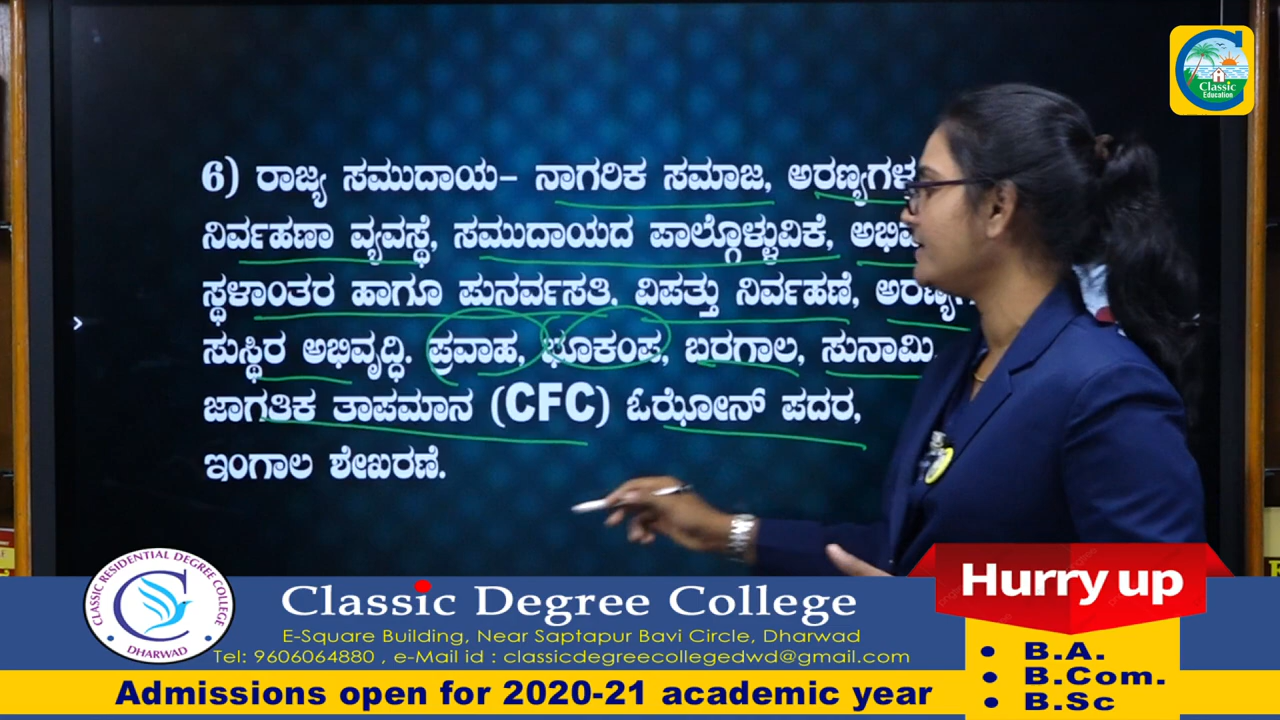 Classic
Education
6) ರಾಜ್ಯ ಸಮುದಾಯ- ನಾಗರಿಕ ಸಮಾಜ, ಅರಣ್ಯಗಳ
ನಿರ್ವಹಣಾ ವ್ಯವಸ್ಥೆ, ಸಮುದಾಯದ ಪಾಲ್ಗೊಳ್ಳುವಿಕೆ,
ಸ್ಥಳಾಂತರ ಹಾಗೂ ಪುನರ್ವಸತಿ. ವಿಪತ್ತು ನಿರ್ವಹಣೆ,
ಸುಸ್ಥಿರ ಅಭಿವೃದ್ಧಿ. ಪ್ರವಾಹ, ಭೂಕಂಪ, ಬರಗಾಲ, ಸುನಾಮಿ
ಜಾಗತಿಕ ತಾಪಮಾನ (CFC) ಓಝೋನ್ ಪದರ,
ಇಂಗಾಲ ಶೇಖರಣೆ.
CLASSIC RESIDENTIAL DEGREE COLLEGE
DHARWAD
Classic Degree College
E-Square Building, Near Saptapur Bavi Circle, Dharwad
Tel: 9606064880 , e-Mail id : classicdegreecollegedwd@gmail.com
Admissions open for 2020-21 academic year
Hurry up
• B.A.
• B.Com.
• B.Sc